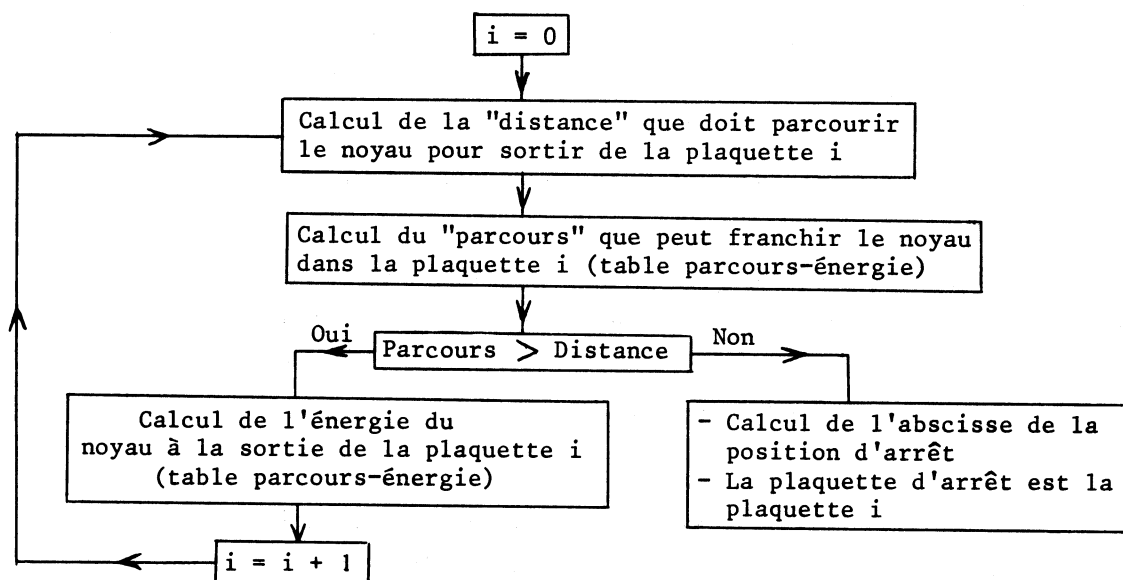 i = 0
Calcul de la "distance" que doit parcourir
le noyau pour sortir de la plaquette i
Calcul du "parcours" que peut franchir le noyau
dans la plaquette i (table parcours-énergie)
Oui
Parcours > Distance
Non
Calcul de l'énergie du
noyau à la sortie de la plaquette i
(table parcours-énergie)
- Calcul de l'abscisse de la
position d'arrêt
- La plaquette d'arrêt est la
plaquette i
i = i + 1